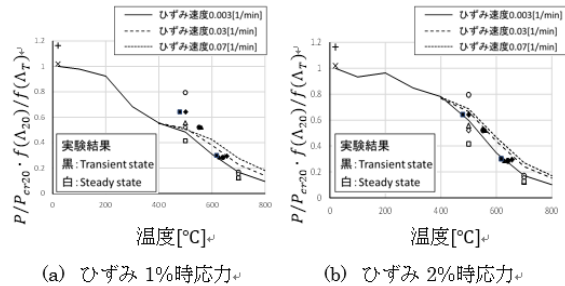 ひずみ速度0.003[1/min]
ひずみ速度0.03[1/min]
ひずみ速度0.07[1/min]
1.2
1
0.8
0.6
0.4
0.2
0
0
200
400
600
800
P/Pcr20・f(Λ20)/f(ΛT)
実験結果
黒:Transient state
白:Steady state
温度[℃]↵
(a) ひずみ 1%時応力↵
ひずみ速度0.003[1/min]
ひずみ速度0.03[1/min]
ひずみ速度0.07[1/min]
1.2
1
0.8
0.6
0.4
0.2
0
0
200
400
600
800
P/Pcr20・f(Λ20)/f(ΛT)
実験結果
黒:Transient state
白:Steady state
温度[℃]↵
(b) ひずみ 2%時応力↵